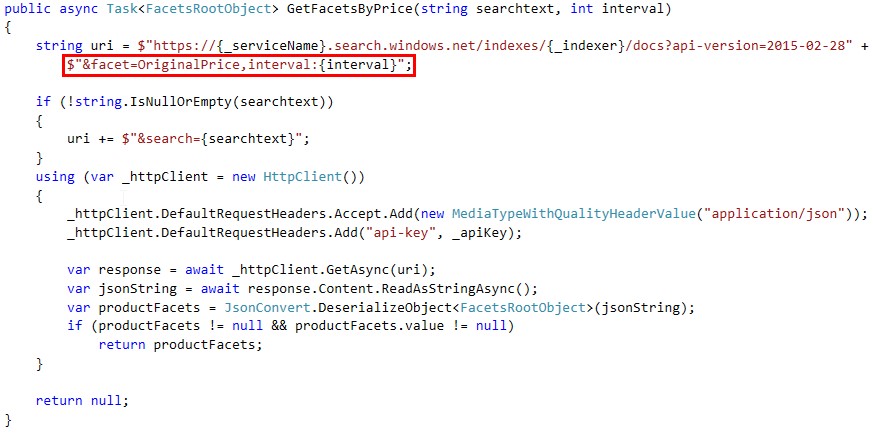 public async Task<FacetsRootObject> GetFacetsByPrice(string searchtext, int interval)
{
string uri = $"https://{_serviceName}.search.windows.net/indexes/{_indexer}/docs?api-version=2015-02-28" +
$"&facet=OriginalPrice,interval:{interval}";
if (!string.IsNullOrEmpty(searchtext))
{
uri += $"&search={searchtext}";
}
using (var _httpClient = new HttpClient())
{
_httpClient.DefaultRequestHeaders.Accept.Add(new MediaTypeWithQualityHeaderValue("application/json"));
_httpClient.DefaultRequestHeaders.Add("api-key", _apiKey);
var response = await _httpClient.GetAsync(uri);
var jsonString = await response.Content.ReadAsStringAsync();
var productFacets = JsonConvert.DeserializeObject<FacetsRootObject>(jsonString);
if (productFacets != null && productFacets.value != null)
return productFacets;
}
return null;
}